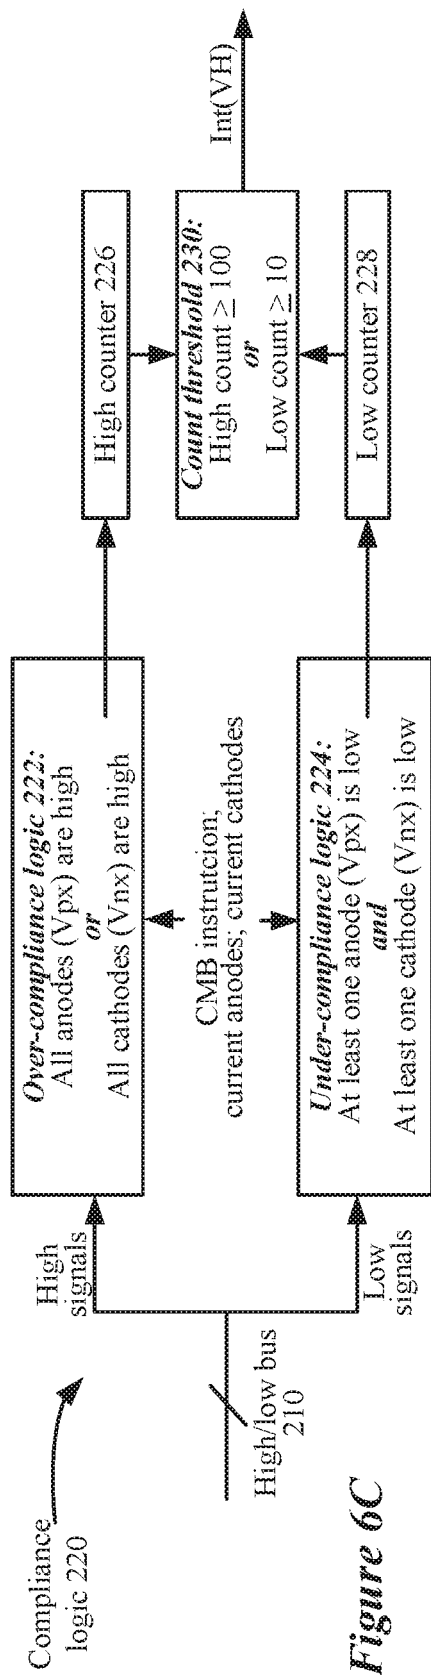 Compliance
logic 220
High/low bus
210
High
signals
Low
signals
Over-compliance logic 222:
All anodes (Vpx) are high
or
All cathodes (Vnx) are high
CMB instrutcion;
current anodes; current cathodes
Under-compliance logic 224:
At least one anode (Vpx) is low
and
At least one cathode (Vnx) is low
High counter 226
Count threshold 230:
High count ≥ 100
or
Low count ≥ 10
Low counter 228
Int(VH)
Figure 6C